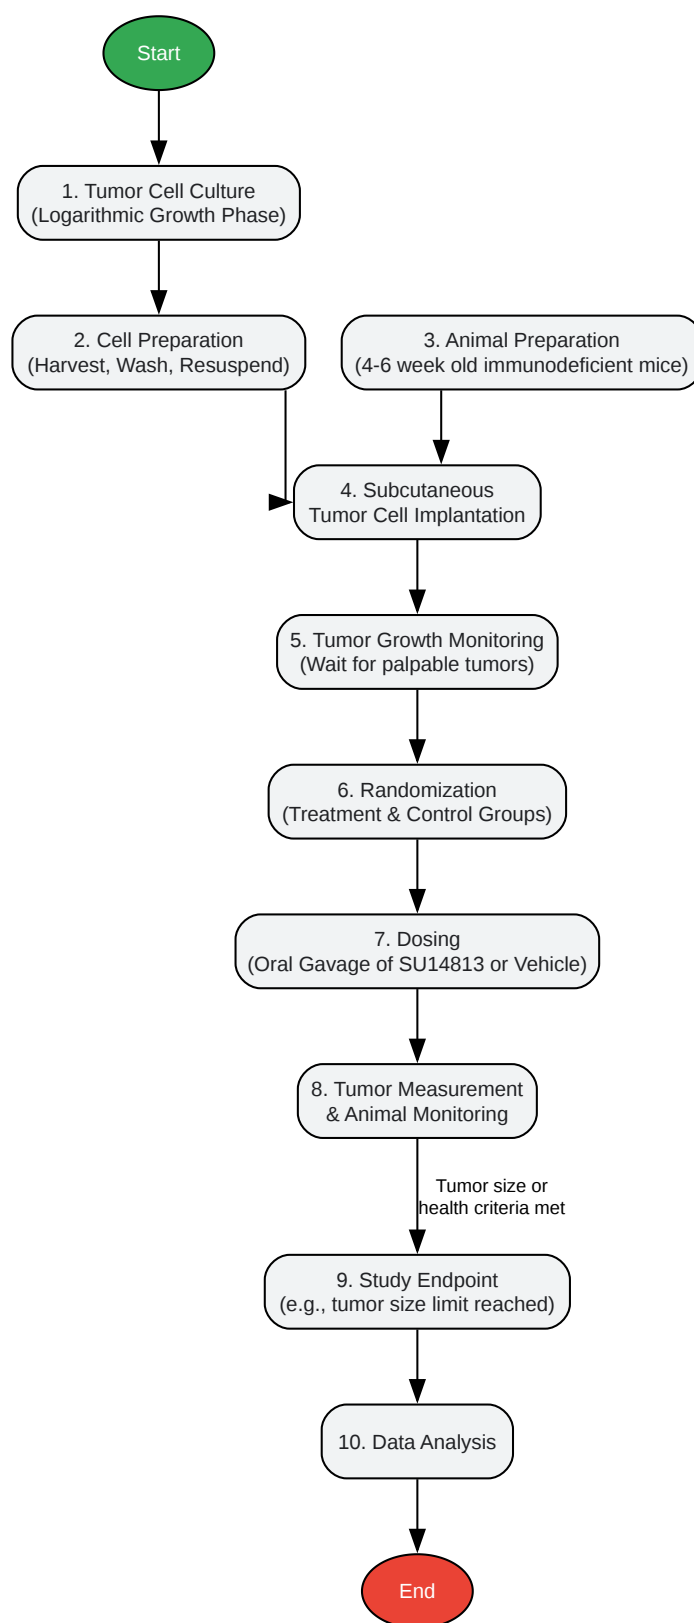 Start
1. Tumor Cell Culture
(Logarithmic Growth Phase)
2. Cell Preparation
(Harvest, Wash, Resuspend)
3. Animal Preparation
(4-6 week old immunodeficient mice)
4. Subcutaneous
Tumor Cell Implantation
5. Tumor Growth Monitoring
(Wait for palpable tumors)
6. Randomization
(Treatment & Control Groups)
7. Dosing
(Oral Gavage of SU14813 or Vehicle)
8. Tumor Measurement
& Animal Monitoring
Tumor size or
health criteria met
9. Study Endpoint
(e.g., tumor size limit reached)
10. Data Analysis
End